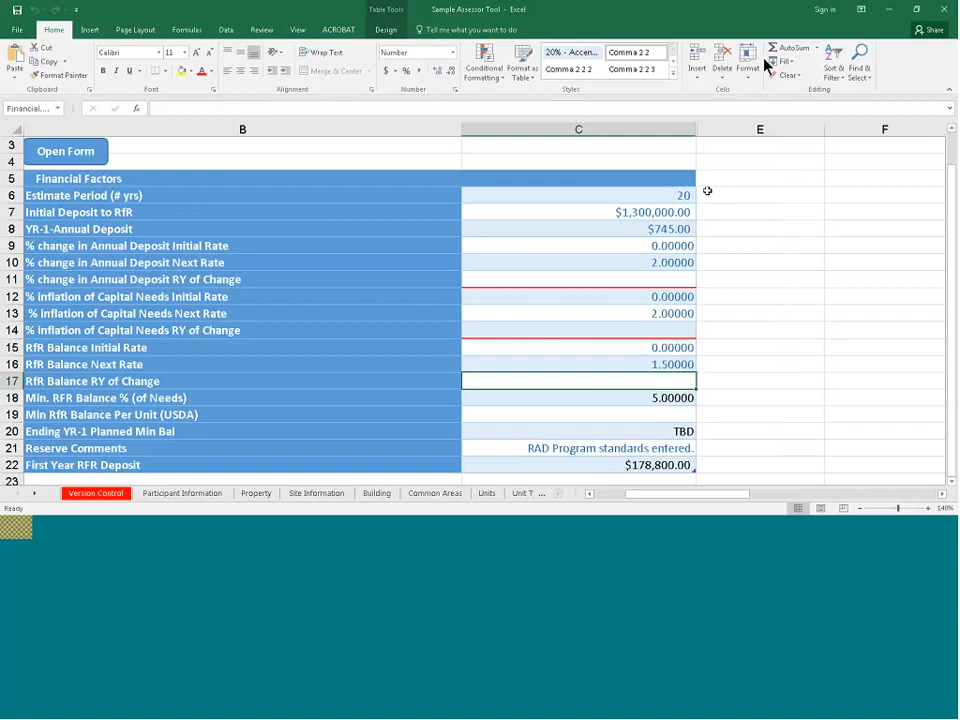 Table Tools
Sample Assessor Tool - Excel
Sign in
File Home Insert Page Layout Formulas Data Review View ACROBAT Design Tell me what you want to do Share
Paste
Cut
Copy
Format Painter
Clipboard
Calibri 11
B I U
Font
Wrap Text
Merge & Center
Alignment
Number
$ % ,
Number
Conditional Formatting
Format as Table
20% - Accen... Comma 2 2
Comma 2 2 2 Comma 2 2 3
Styles
Insert Delete Format
Cells
AutoSum
Fill
Clear
Sort & Filter
Find & Select
Editing
Financial.... fx
B C E F
3 Open Form
4
5 Financial Factors
6 Estimate Period (# yrs) 20
7 Initial Deposit to RfR $1,300,000.00
8 YR-1-Annual Deposit $745.00
9 % change in Annual Deposit Initial Rate 0.00000
10 % change in Annual Deposit Next Rate 2.00000
11 % change in Annual Deposit RY of Change
12 % inflation of Capital Needs Initial Rate 0.00000
13 % inflation of Capital Needs Next Rate 2.00000
14 % inflation of Capital Needs RY of Change
15 RfR Balance Initial Rate 0.00000
16 RfR Balance Next Rate 1.50000
17 RfR Balance RY of Change
18 Min. RFR Balance % (of Needs) 5.00000
19 Min RfR Balance Per Unit (USDA)
20 Ending YR-1 Planned Min Bal TBD
21 Reserve Comments RAD Program standards entered.
22 First Year RFR Deposit $178,800.00
23
Version Control Participant Information Property Site Information Building Common Areas Units Unit T ...
Ready 140%